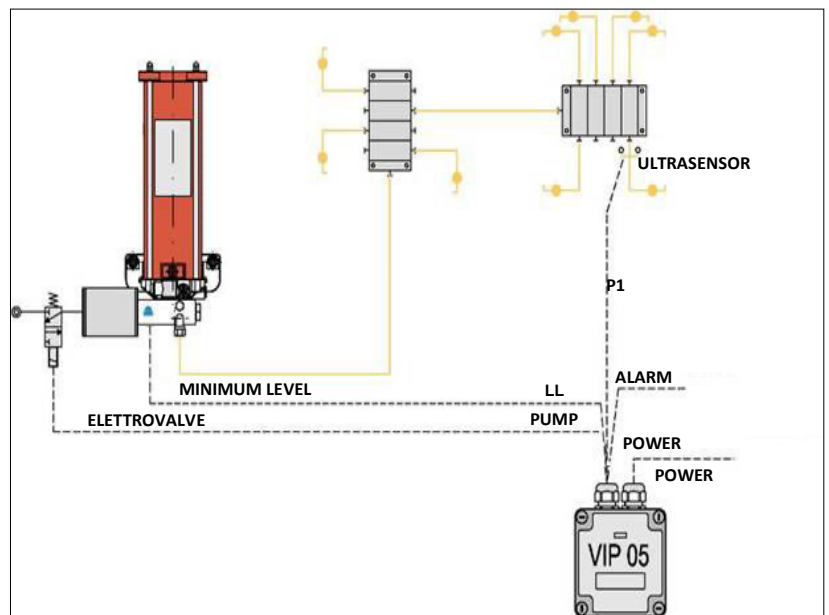 ULTRASENSOR
P1
MINIMUM LEVEL
LL
ALARM
ELETTROVALVE
PUMP
POWER
POWER
VIP 05